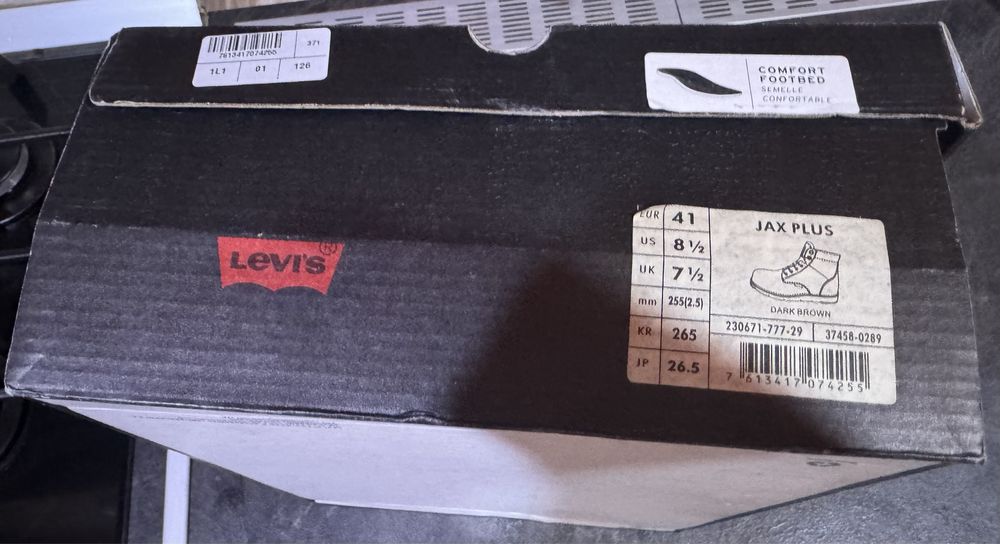 7613417074255
371
1L1
01
126
COMFORT
FOOTBED
SEMELLE
CONFORTABLE
Levi's®
EUR 41
US 8 ½
UK 7 ½
mm 255(2.5)
KR 265
JP 26.5
JAX PLUS
DARK BROWN
230671-777-29
37458-0289
7 613417 074255